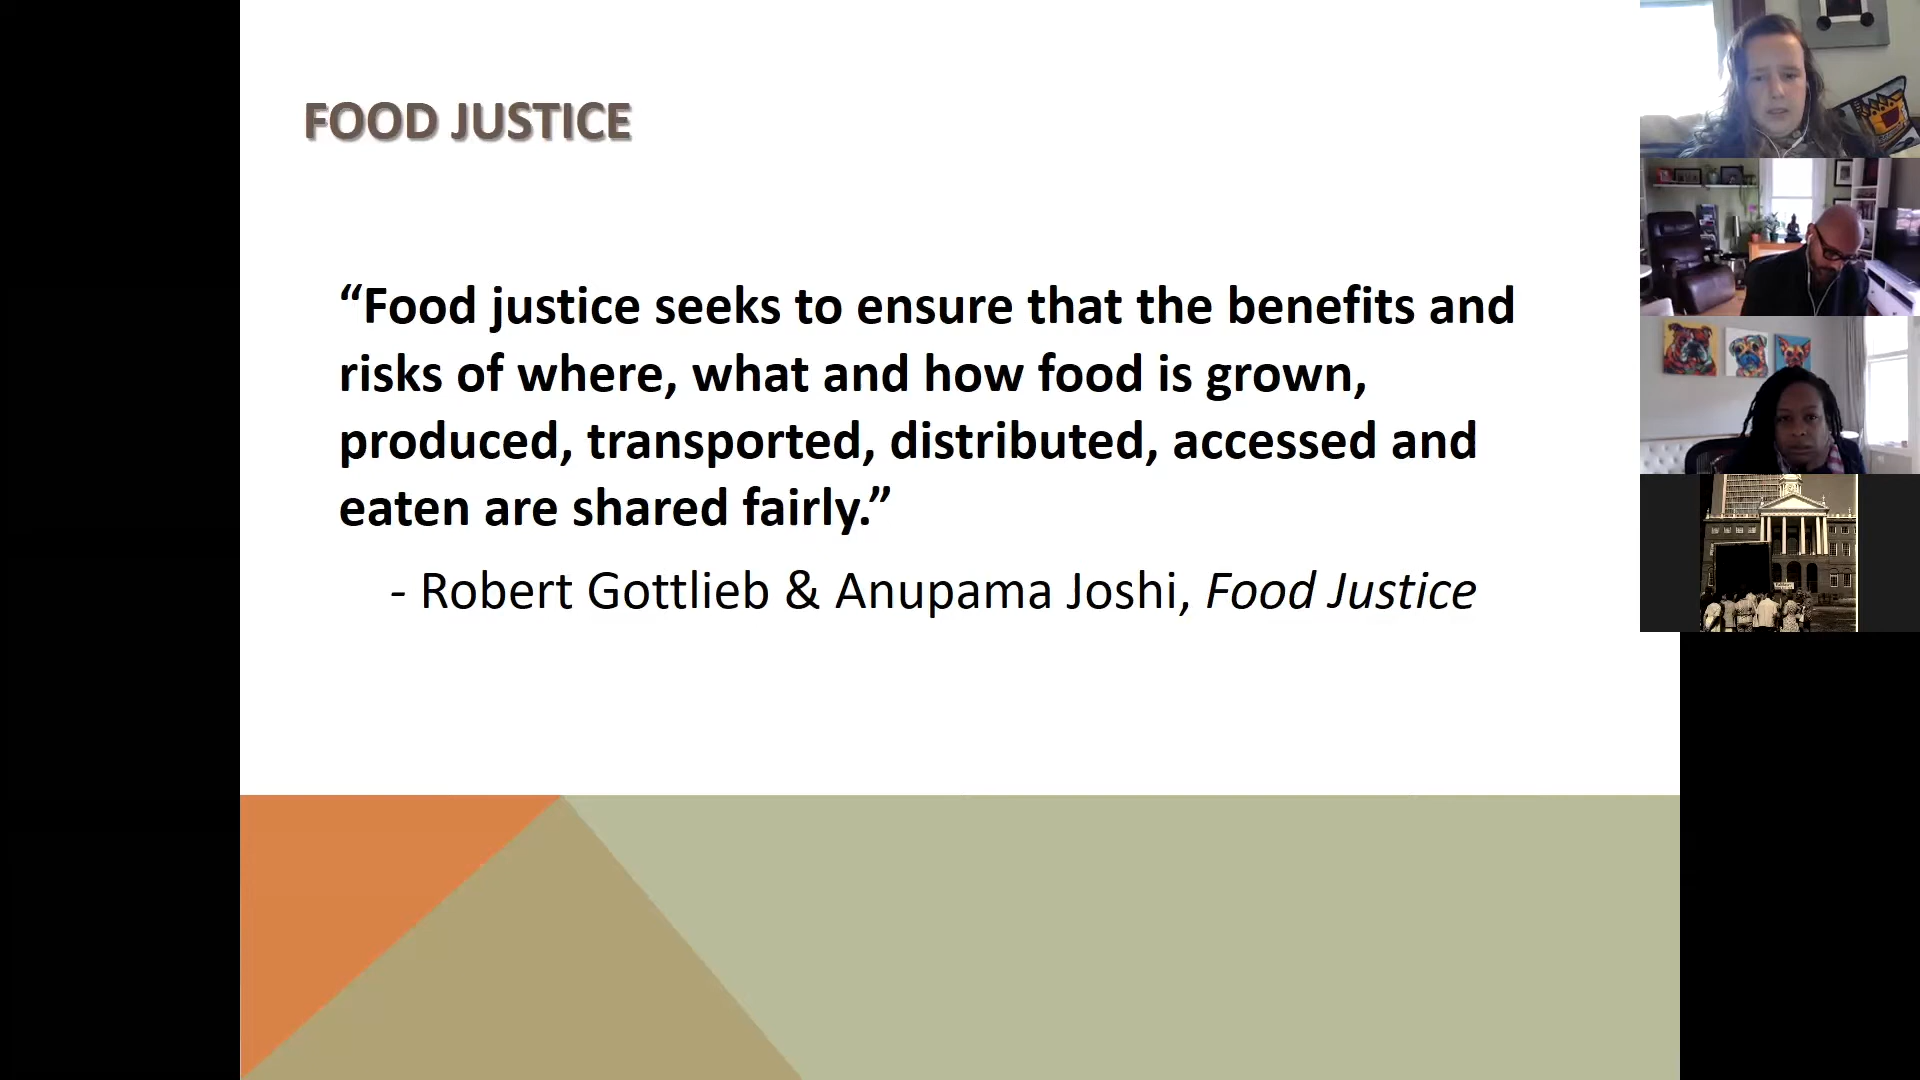 FOOD JUSTICE
“Food justice seeks to ensure that the benefits and
risks of where, what and how food is grown,
produced, transported, distributed, accessed and
eaten are shared fairly.”
- Robert Gottlieb & Anupama Joshi, Food Justice